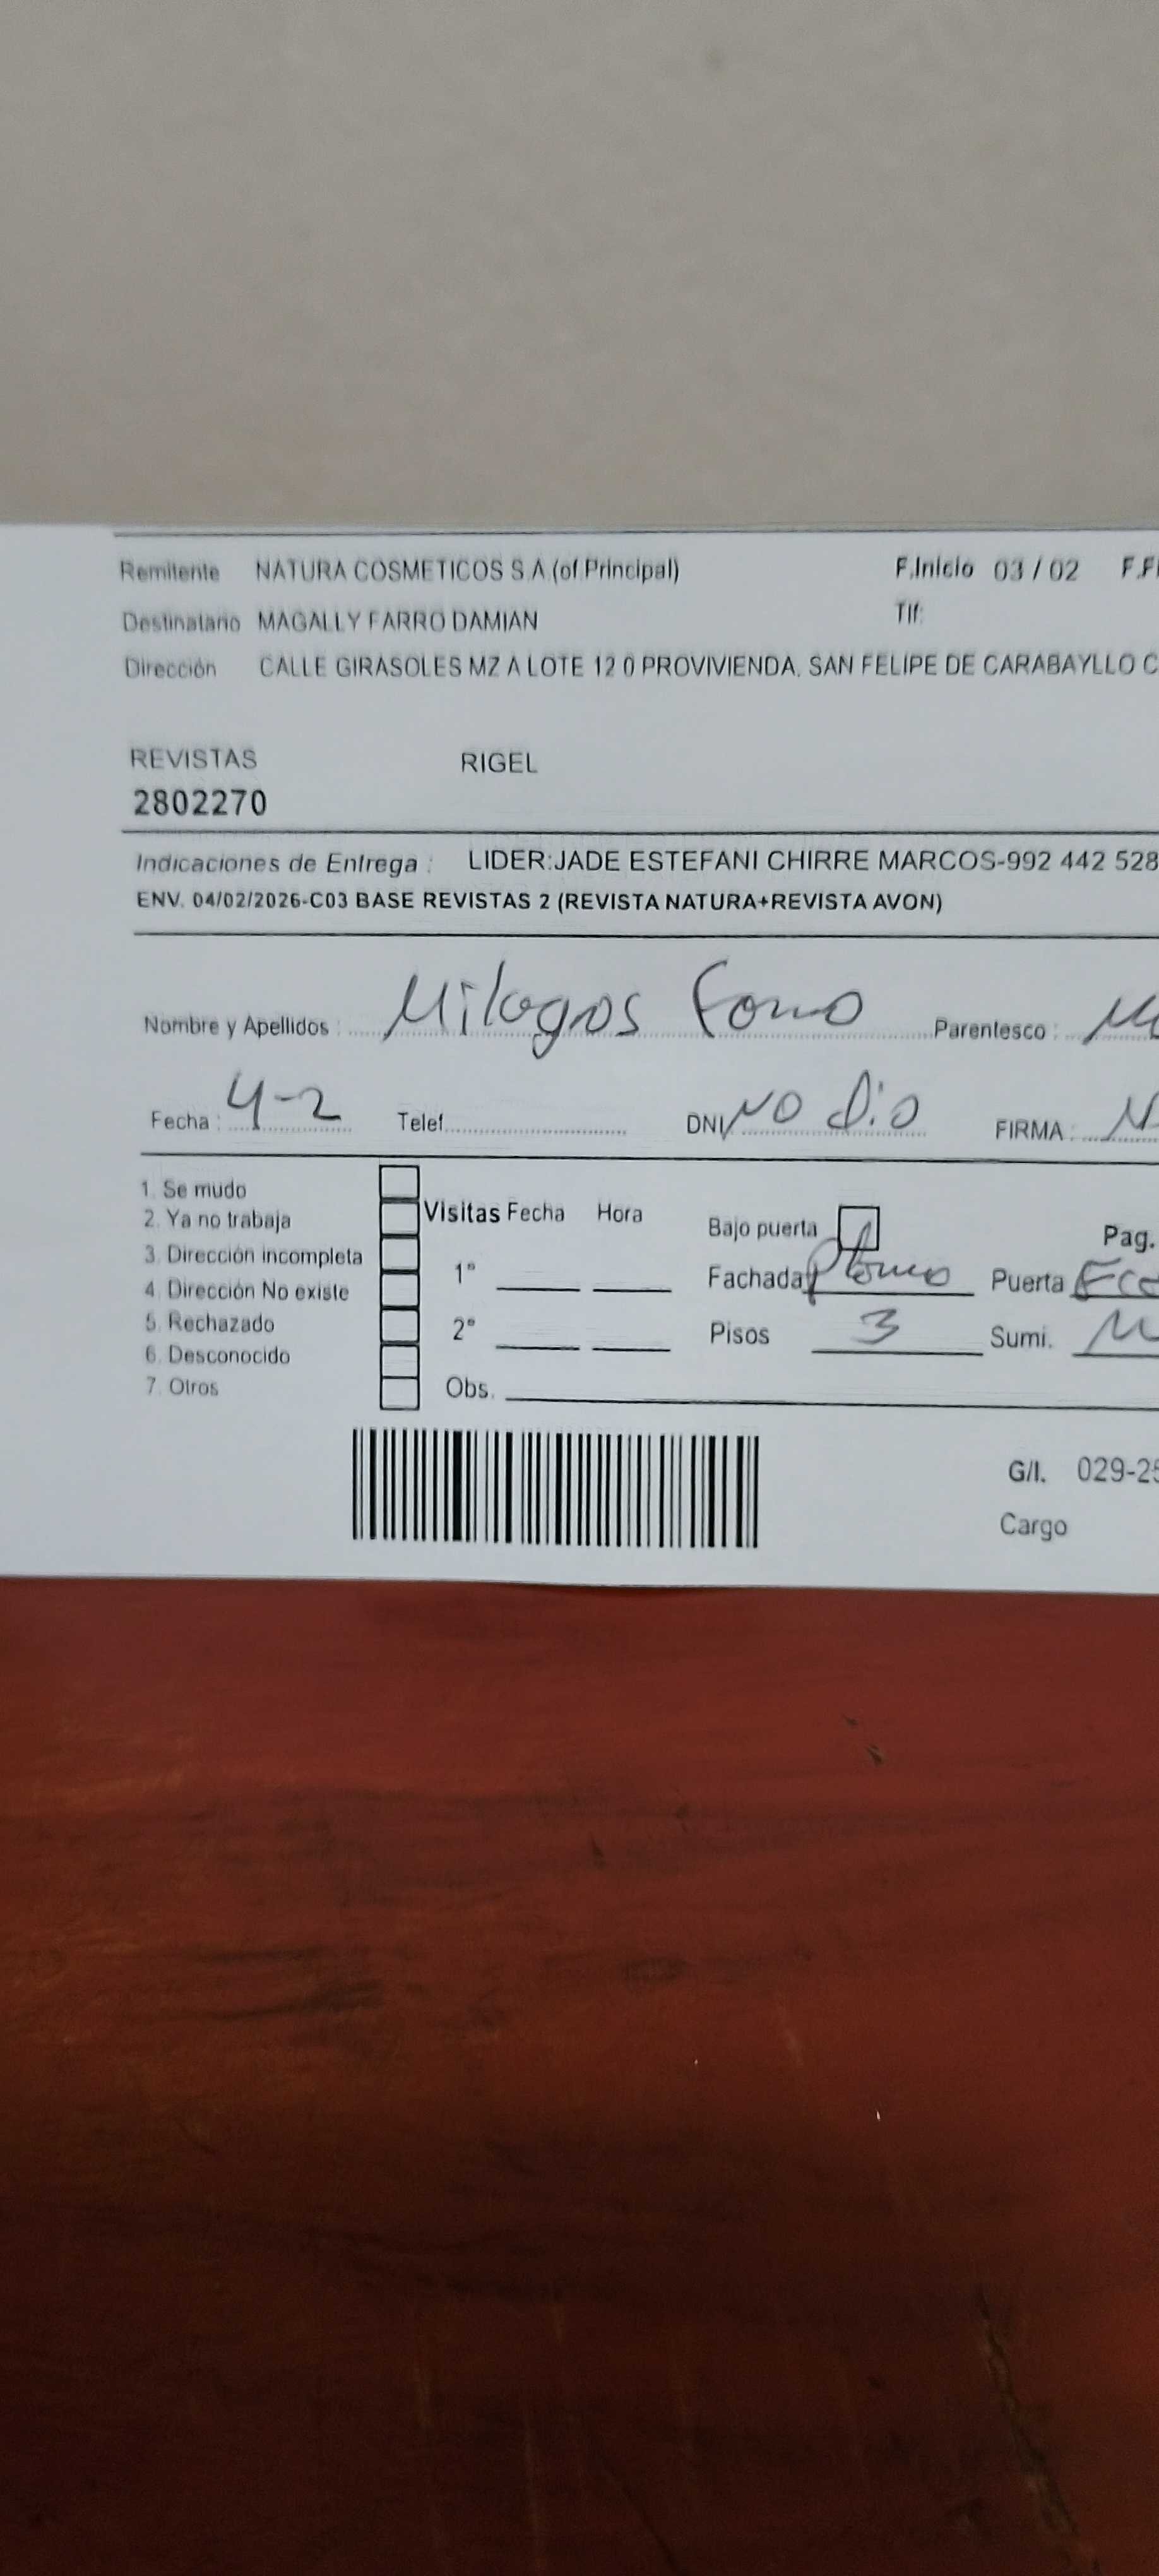 Remitente NATURA COSMETICOS S.A.(of.Principal) F.Inicio 03 / 02
Destinatario MAGALLY FARRO DAMIAN Tlf:
Dirección CALLE GIRASOLES MZ A LOTE 12 0 PROVIVIENDA, SAN FELIPE DE CARABAYLLO C
REVISTAS RIGEL
2802270
Indicaciones de Entrega : LIDER:JADE ESTEFANI CHIRRE MARCOS-992 442 528
ENV. 04/02/2026-C03 BASE REVISTAS 2 (REVISTA NATURA+REVISTA AVON)
Nombre y Apellidos : Milagros Farro Parentesco :
Fecha : 4-2 Telef. DNI NO dio FIRMA :
1. Se mudo
2. Ya no trabaja Visitas Fecha Hora Bajo puerta Pag.
3. Dirección incompleta
4. Dirección No existe 1° Fachada Plomo Puerta
5. Rechazado 2° Pisos 3 Sumi.
6. Desconocido
7. Otros Obs.
G/I. 029-25
Cargo